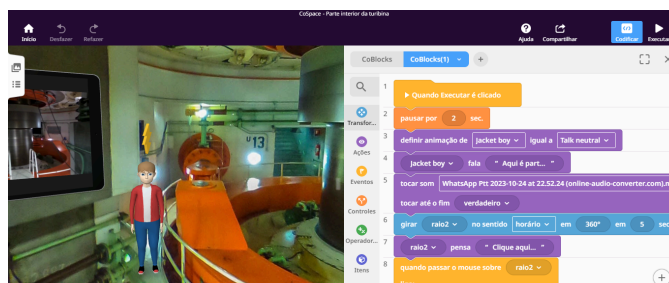 CoSpace - Parte interior da turibina
Início Desfazer Refazer Ajuda Compartilhar Codificar Executar
CoBlocks CoBlocks(1) +
U 13
Transfor...
Ações
Eventos
Controles
Operador...
Itens
1 Quando Executar é clicado
2 pausar por 2 sec.
3 definir animação de Jacket boy igual a Talk neutral
4 Jacket boy fala " Aqui é part... "
5 tocar som WhatsApp Ptt 2023-10-24 at 22.52.24 (online-audio-converter.com).m
tocar até o fim verdadeiro
6 girar raio2 no sentido horário em 360° em 5 sec
7 raio2 pensa " Clique aqui... "
8 quando passar o mouse sobre raio2